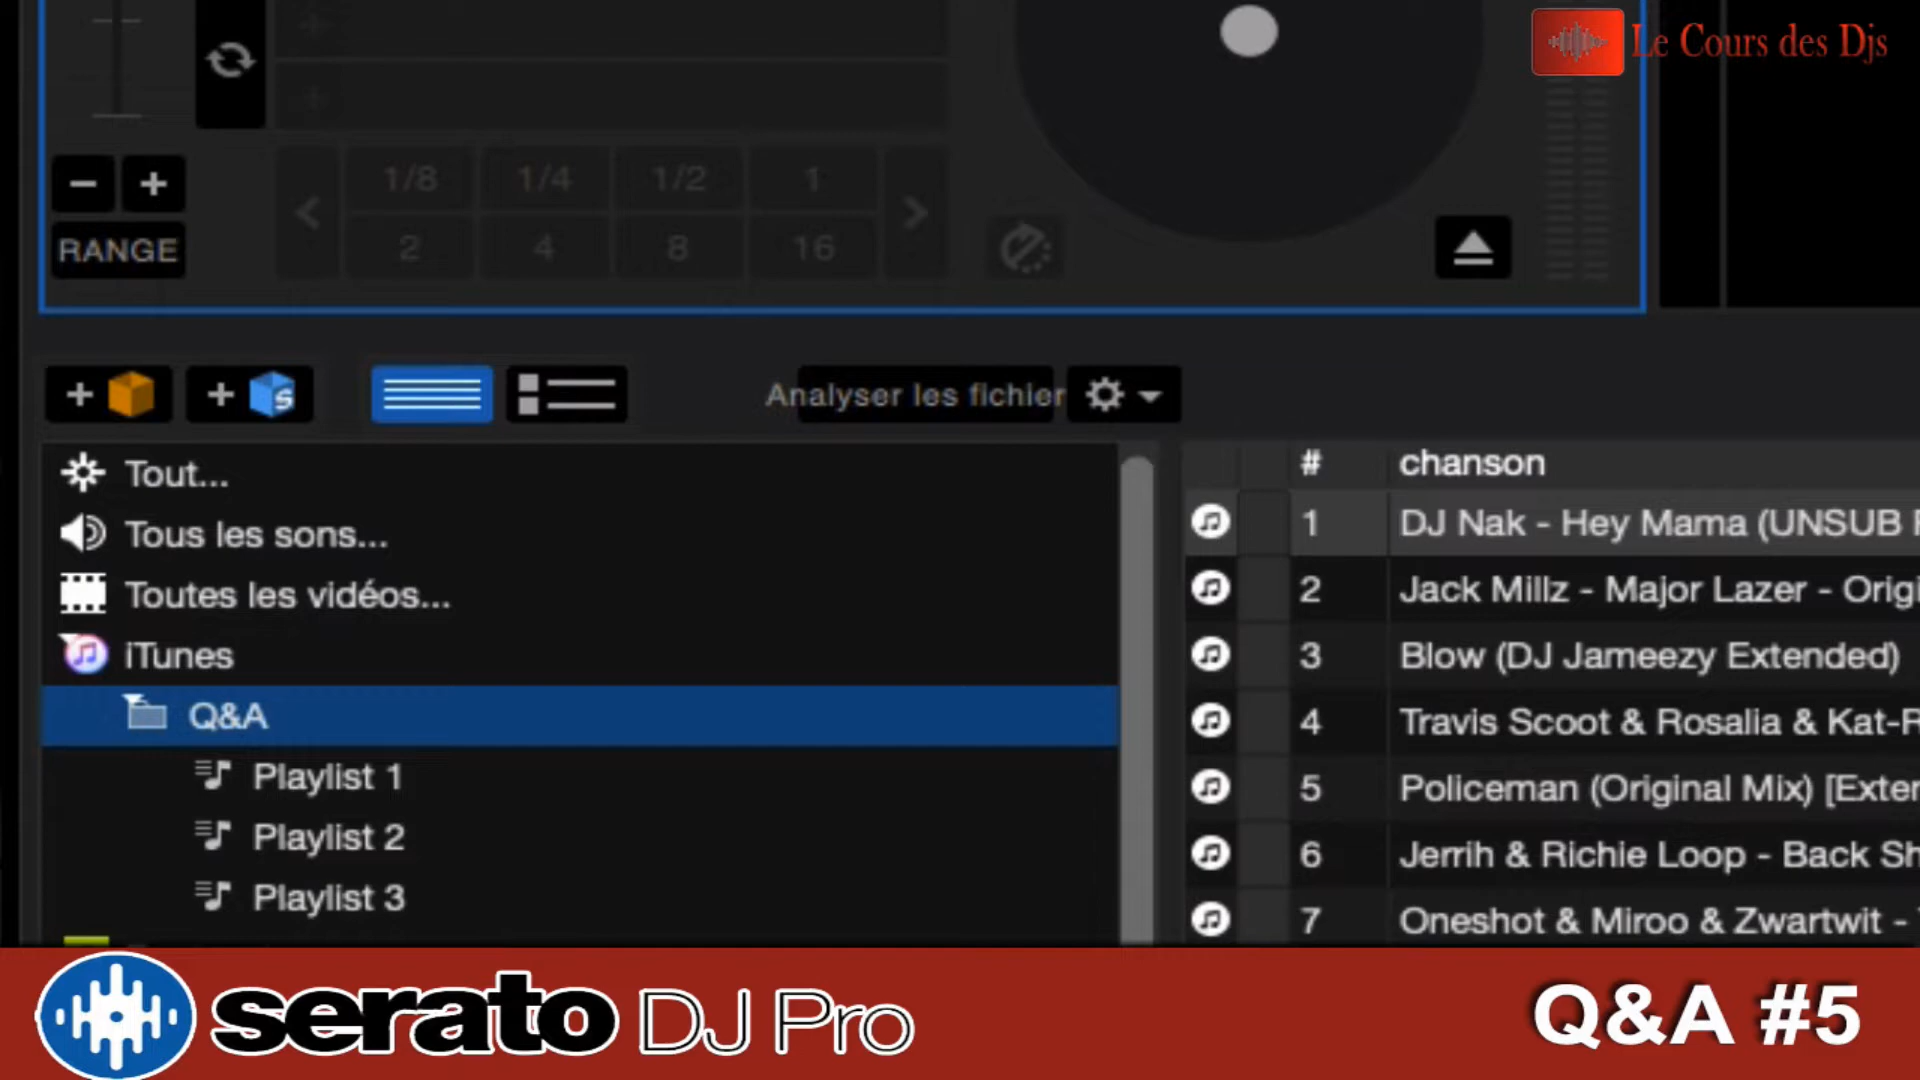 Le Cours des Djs
1/8 1/4 1/2 1
- +
2 4 8 16
RANGE
Analyser les fichier
Tout...
Tous les sons...
Toutes les vidéos...
iTunes
Q&A
Playlist 1
Playlist 2
Playlist 3
# chanson
1 DJ Nak - Hey Mama (UNSUB
2 Jack Millz - Major Lazer - Origi
3 Blow (DJ Jameezy Extended)
4 Travis Scoot & Rosalia & Kat-R
5 Policeman (Original Mix) [Exter
6 Jerrih & Richie Loop - Back Sh
7 Oneshot & Miroo & Zwartwit -
serato DJ Pro
Q&A #5